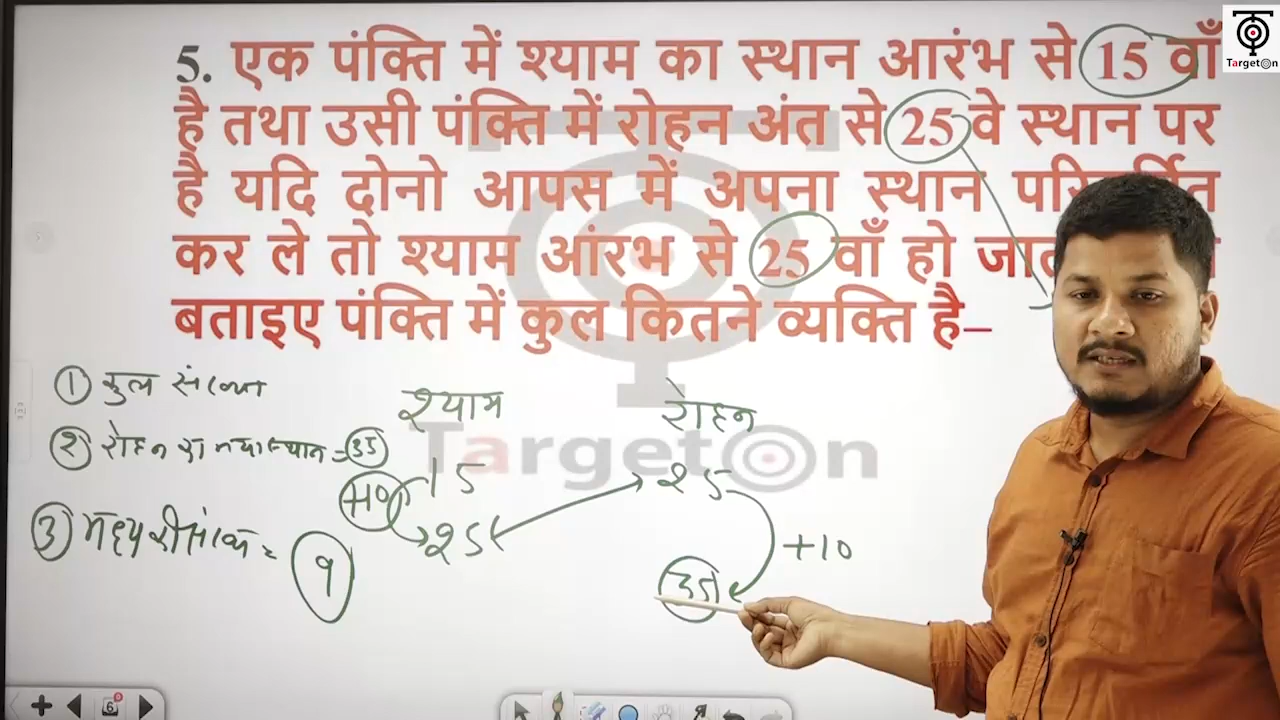 5. एक पंक्ति में श्याम का स्थान आरंभ से 15 वाँ
है तथा उसी पंक्ति में रोहन अंत से 25 वे स्थान पर
है यदि दोनो आपस में अपना स्थान
कर ले तो श्याम आंरभ से 25 वाँ हो
बताइए पंक्ति में कुल कितने व्यक्ति है–
Targeton
① कुल संख्या
② रोहन का नया स्थान = 35
③ मध्य की संख्या = 9
श्याम
15
+10
25
रोहन
25
+10
35
Targeton
6